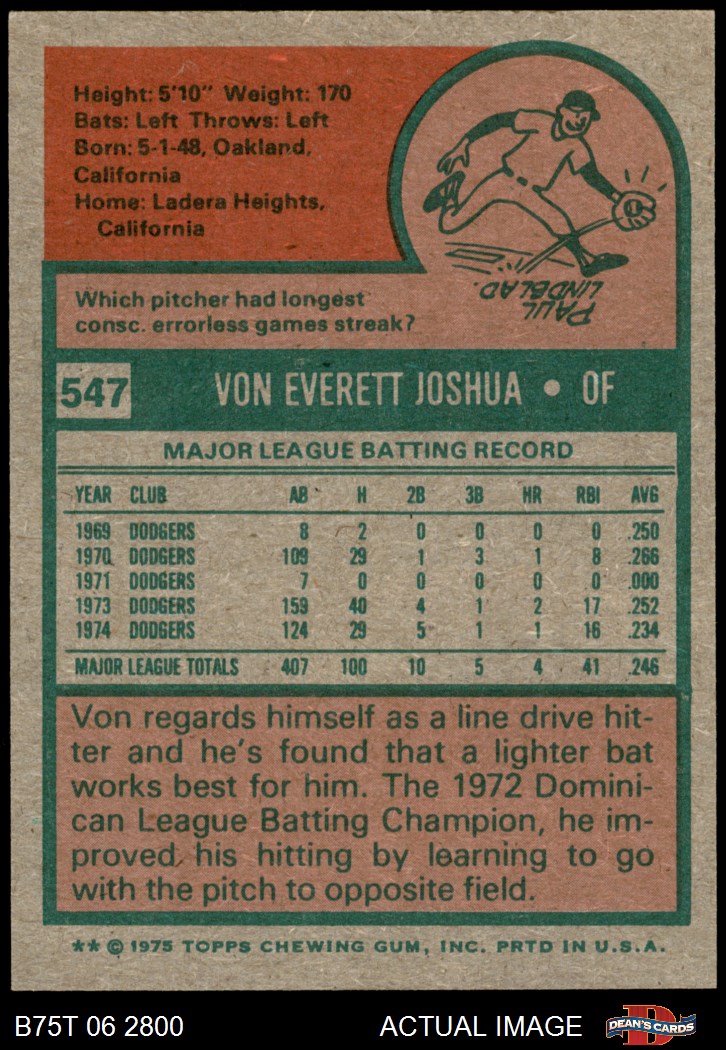 Height: 5'10" Weight: 170
Bats: Left Throws: Left
Born: 5-1-48, Oakland,
California
Home: Ladera Heights,
California
PAUL
LINDBLAD.
Which pitcher had longest
consc. errorless games streak?
547 VON EVERETT JOSHUA • OF
MAJOR LEAGUE BATTING RECORD
YEAR CLUB AB H 2B 3B HR RBI AVG
1969 DODGERS 8 2 0 0 0 0 .250
1970 DODGERS 109 29 1 3 1 8 .266
1971 DODGERS 7 0 0 0 0 0 .000
1973 DODGERS 159 40 4 1 2 17 .252
1974 DODGERS 124 29 5 1 1 16 .234
MAJOR LEAGUE TOTALS 407 100 10 5 4 41 .246
Von regards himself as a line drive hit-
ter and he's found that a lighter bat
works best for him. The 1972 Domini-
can League Batting Champion, he im-
proved his hitting by learning to go
with the pitch to opposite field.
** © 1975 TOPPS CHEWING GUM, INC. PRTD IN U.S.A.
B75T 06 2800 ACTUAL IMAGE D DEAN'S CARDS